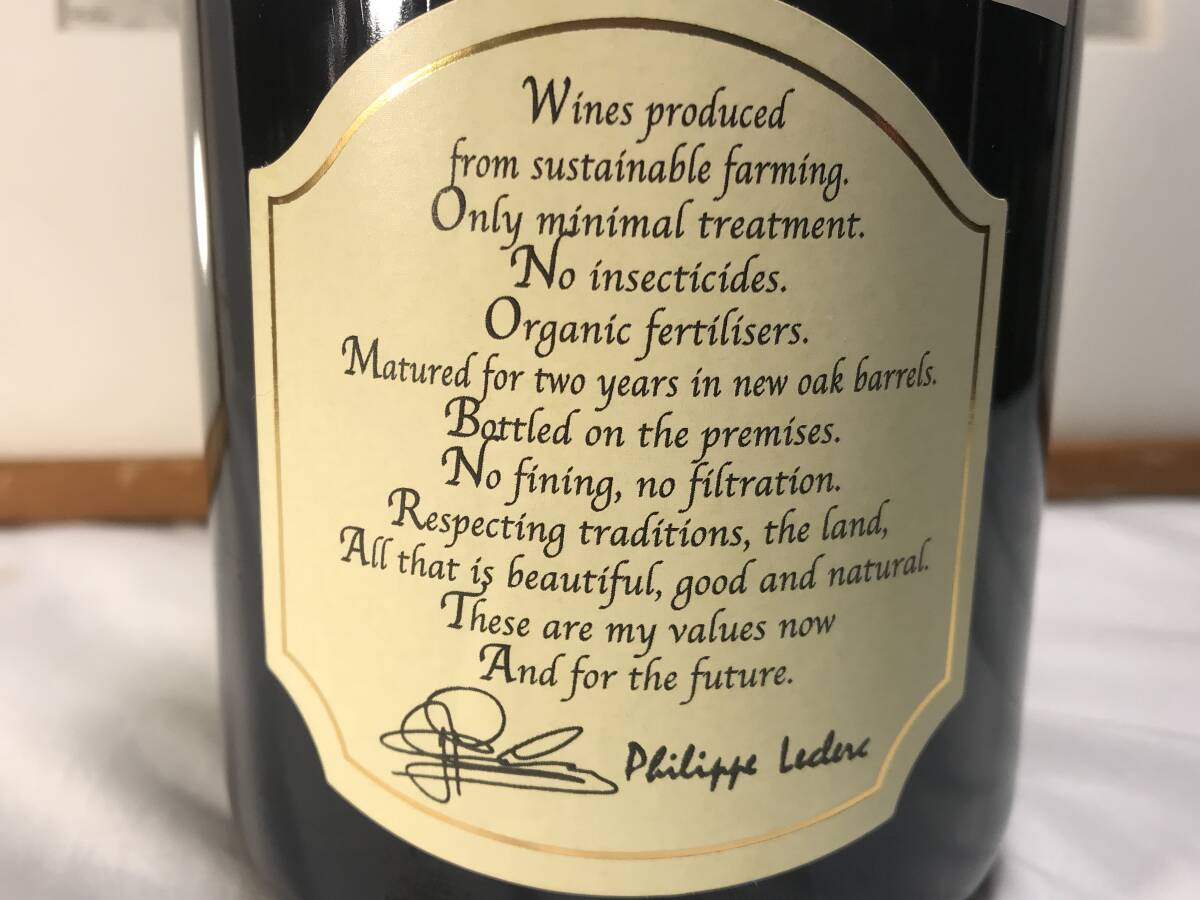 Wines produced
from sustainable farming.
Only minimal treatment.
No insecticides.
Organic fertilisers.
Matured for two years in new oak barrels.
Bottled on the premises.
No fining, no filtration.
Respecting traditions, the land,
All that is beautiful, good and natural.
These are my values now
And for the future.
Philippe Leclerc